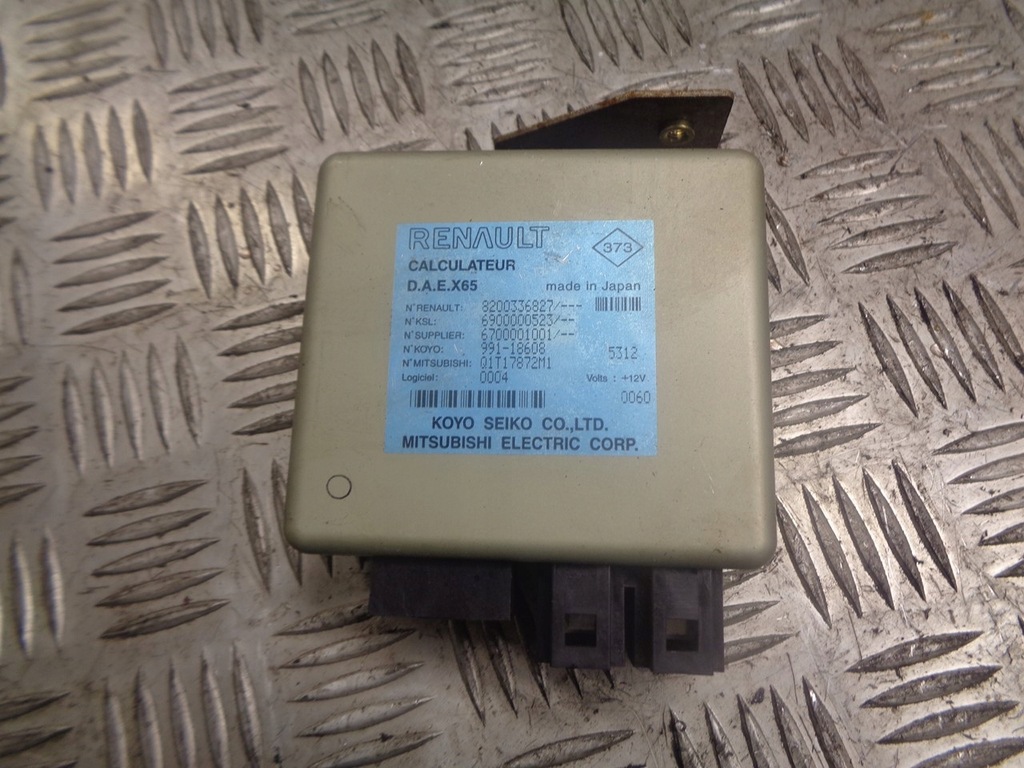 RENAULT 373
CALCULATEUR
D.A.E.X65 made in Japan
N°RENAULT: 8200336827/---
N°KSL: 6900000523/--
N°SUPPLIER: 6700001001/--
N°KOYO: 991-18608 5312
N°MITSUBISHI: Q1T17872M1
Logiciel: 0004 Volts : +12V
0060
KOYO SEIKO CO.,LTD.
MITSUBISHI ELECTRIC CORP.